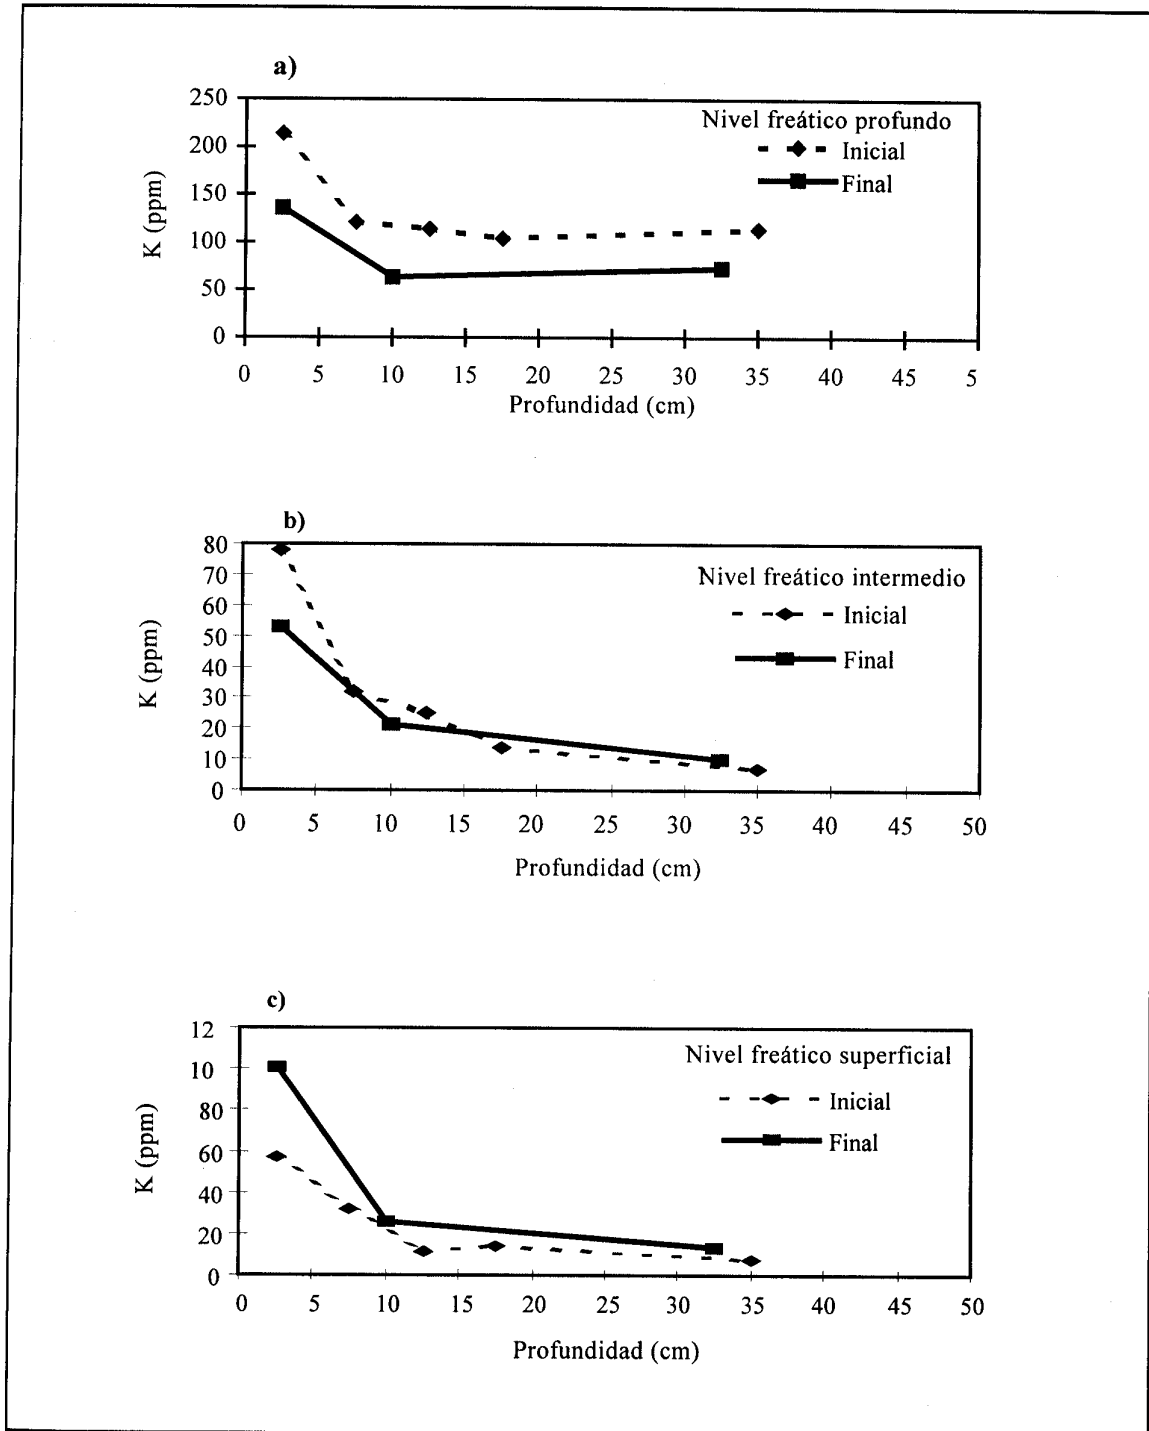 a)
250
200
150
100
50
0
K (ppm)
Nivel freático profundo
Inicial
Final
0 5 10 15 20 25 30 35 40 45 5
Profundidad (cm)
b)
80
70
60
50
40
30
20
10
0
K (ppm)
Nivel freático intermedio
Inicial
Final
0 5 10 15 20 25 30 35 40 45 50
Profundidad (cm)
c)
12
10
80
60
40
20
0
K (ppm)
Nivel freático superficial
Inicial
Final
0 5 10 15 20 25 30 35 40 45 50
Profundidad (cm)